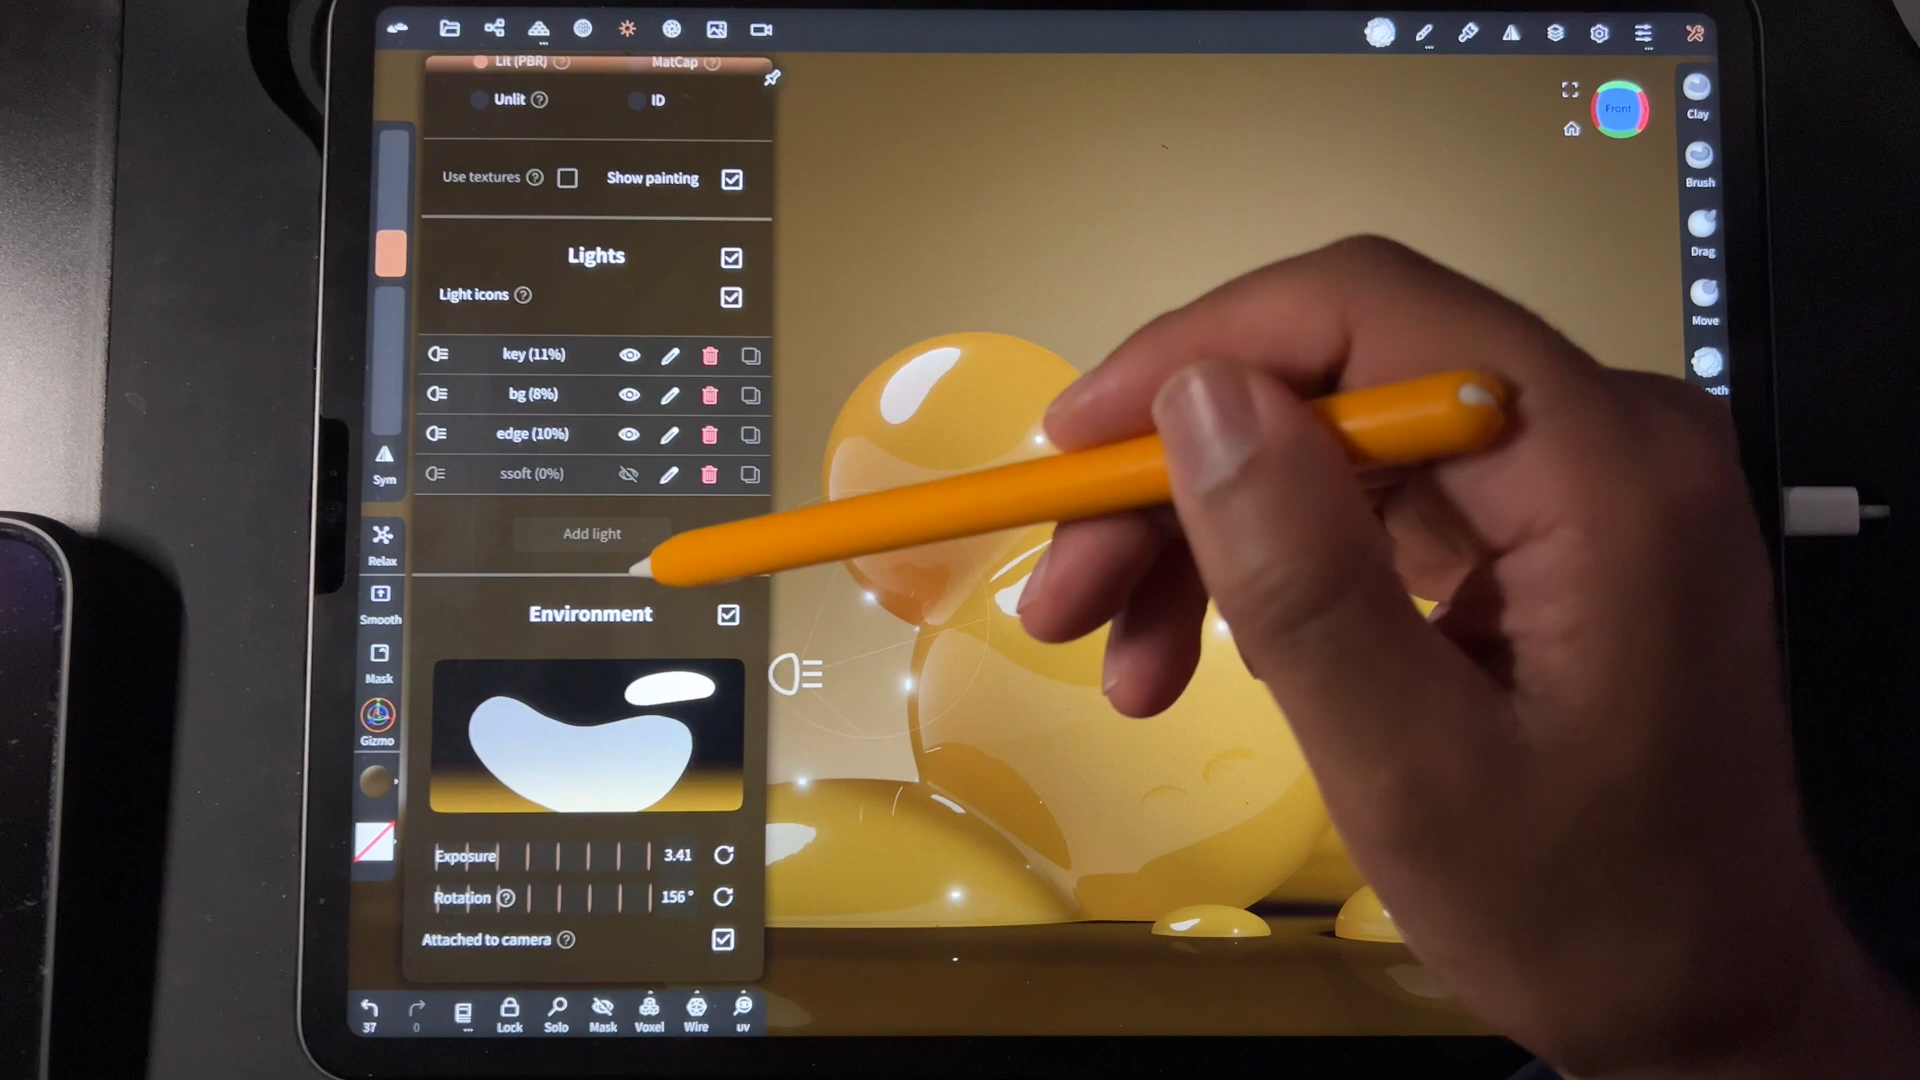 Lit (PBR) ? MatCap ?
Unlit ? ID
Use textures ? Show painting
Lights
Light icons ?
key (11%)
bg (8%)
edge (10%)
ssoft (0%)
Add light
Environment
Exposure 3.41
Rotation ? 156°
Attached to camera ?
Sym
Relax
Smooth
Mask
Gizmo
37 0 Lock Solo Mask Voxel Wire uv
Front
Clay
Brush
Drag
Move